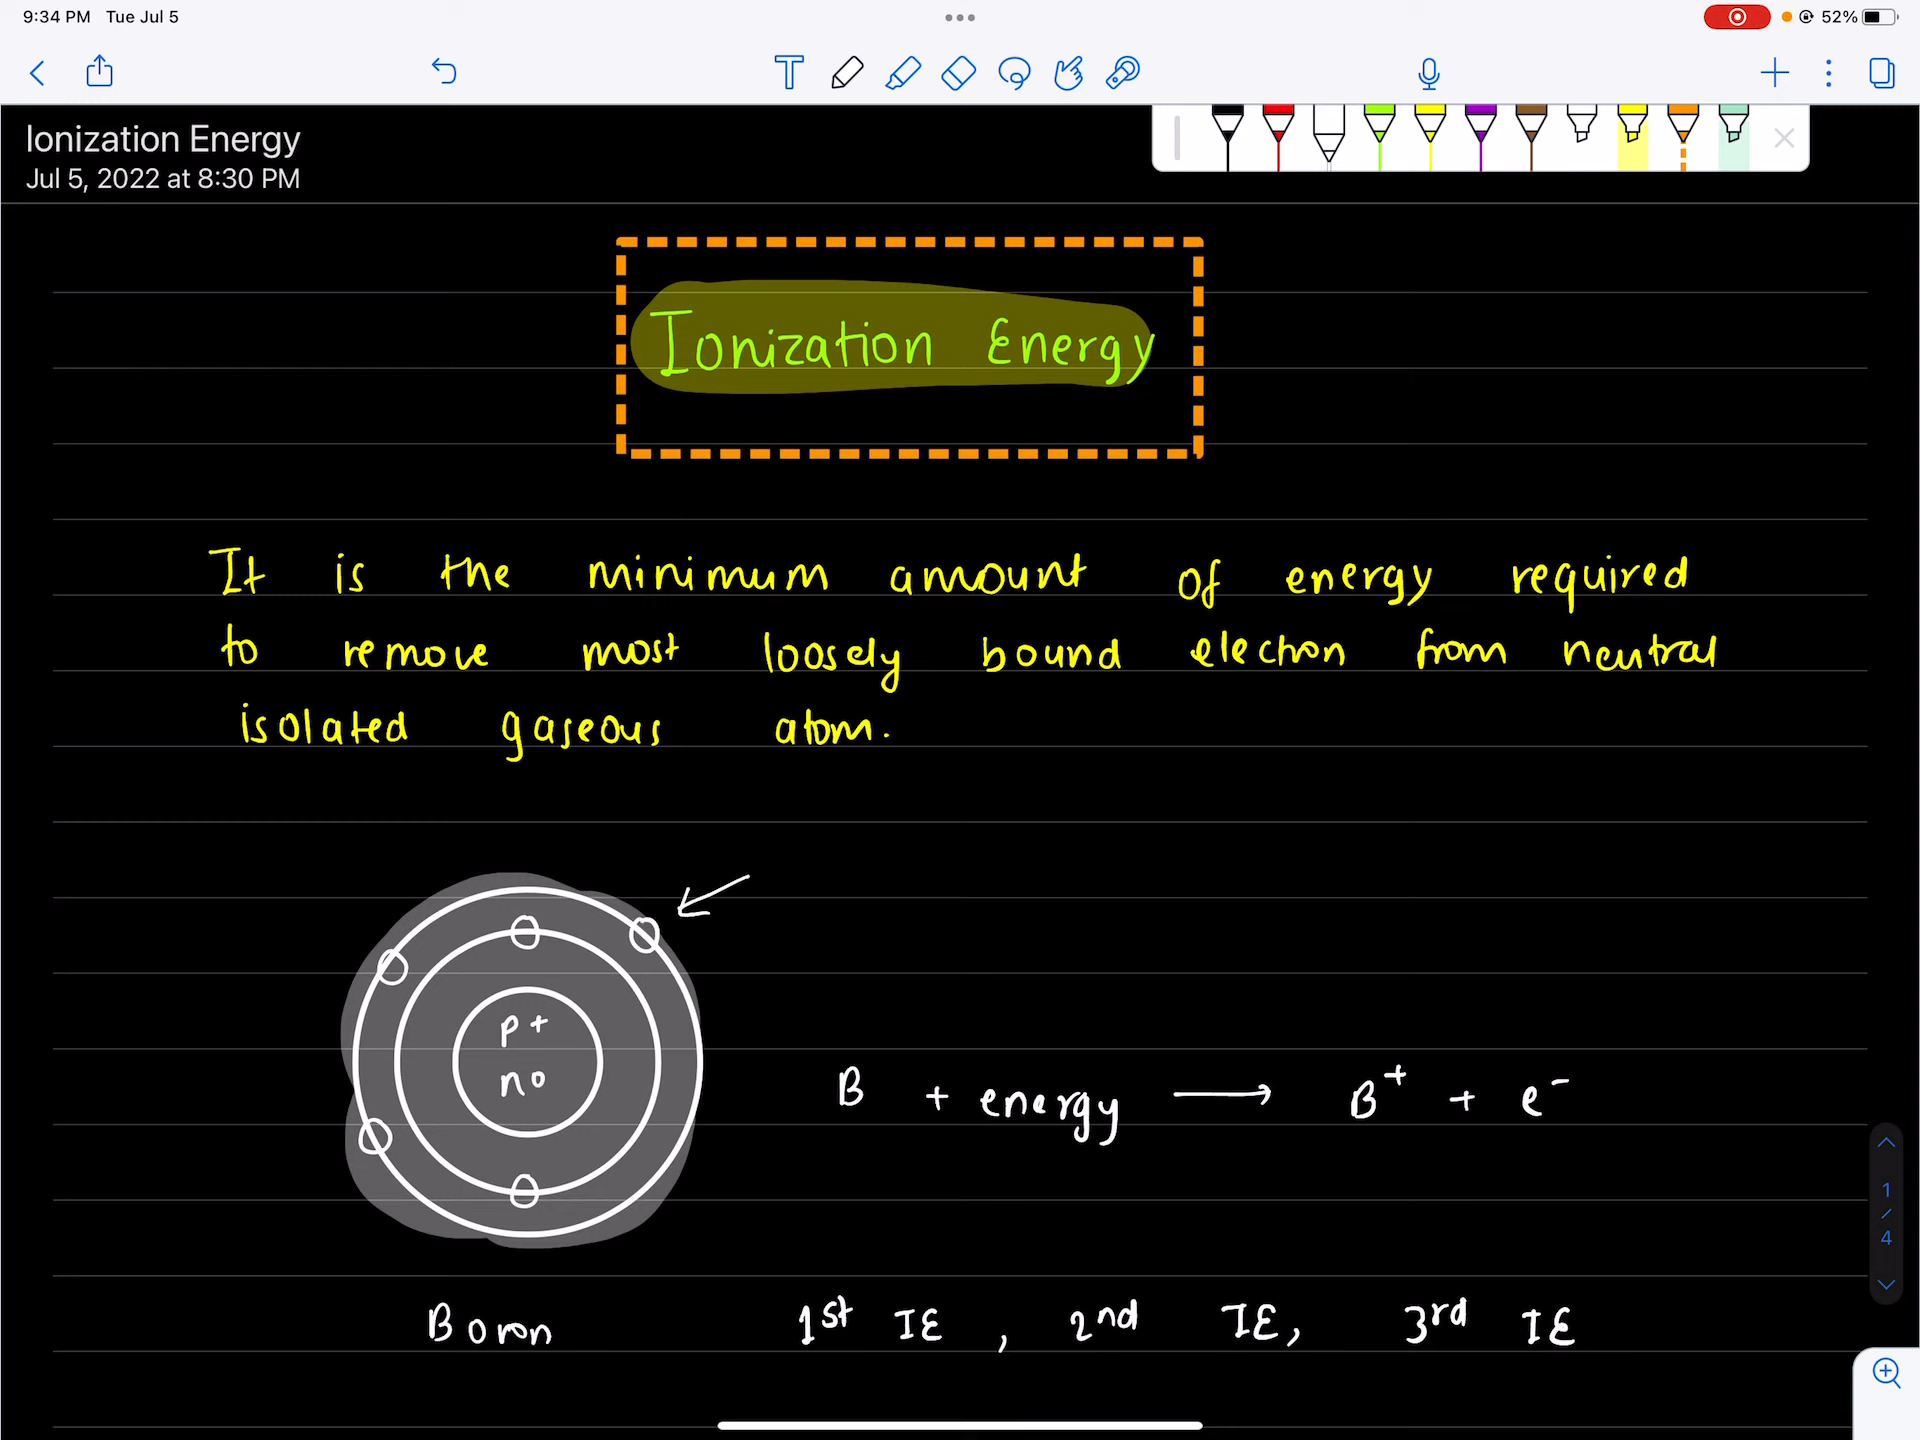 9:34 PM Tue Jul 5
52%
Ionization Energy
Jul 5, 2022 at 8:30 PM
Ionization Energy
It is the minimum amount of energy required
to remove most loosely bound electron from neutral
isolated gaseous atom.
p+
no
B + energy → B⁺ + e⁻
1
/
4
Boron
1st IE , 2nd IE, 3rd IE